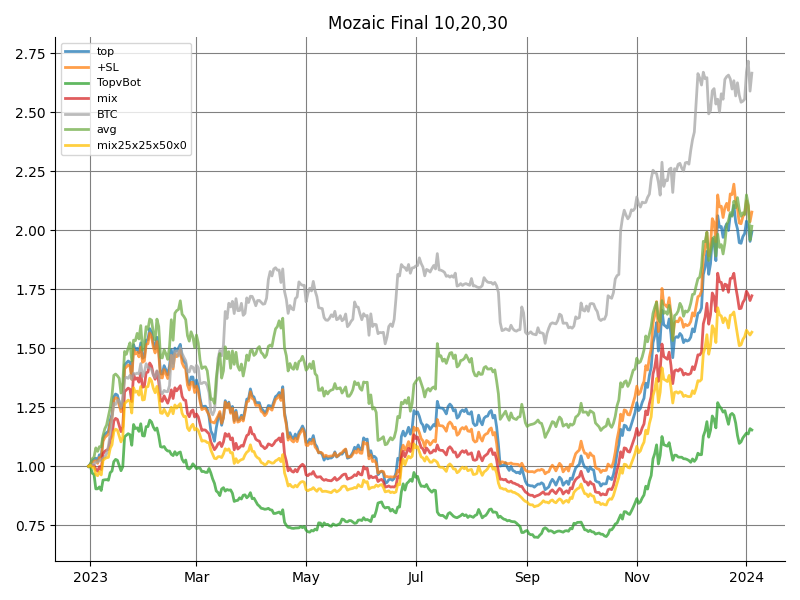 Mozaic Final 10,20,30
2.75
2.50
2.25
2.00
1.75
1.50
1.25
1.00
0.75
top
+SL
TopvBot
mix
BTC
avg
mix25x25x50x0
2023
Mar
May
Jul
Sep
Nov
2024